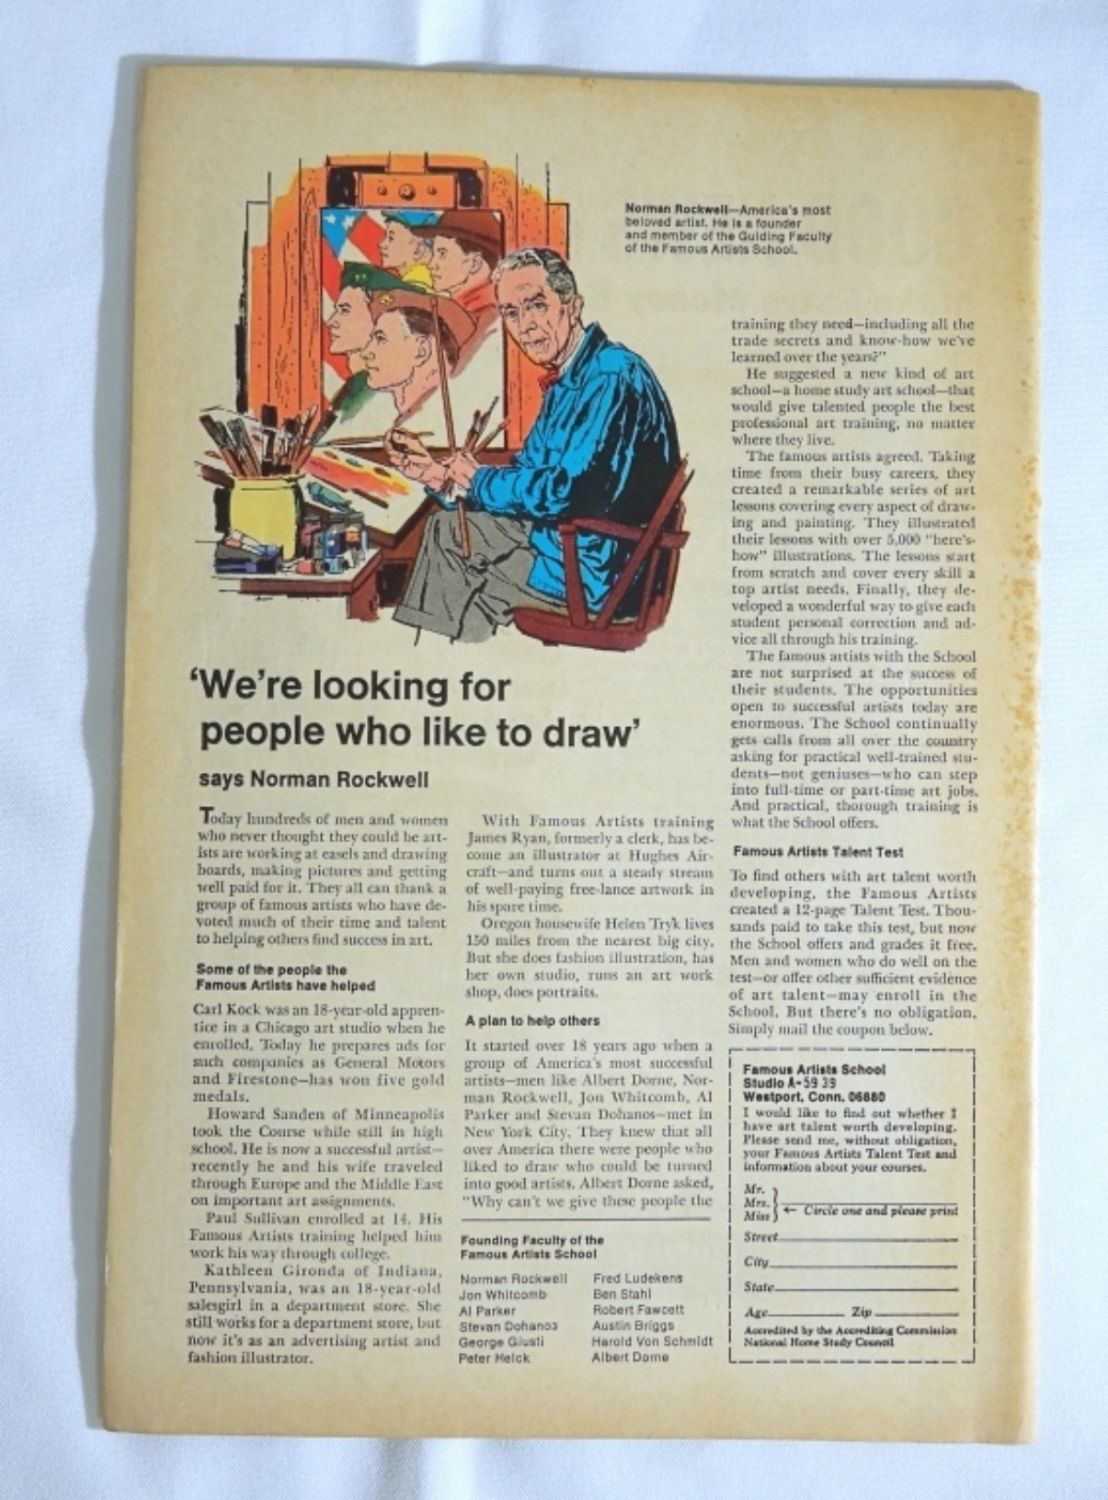 Norman Rockwell—America's most
beloved artist. He is a founder
and member of the Guiding Faculty
of the Famous Artists School.
'We're looking for
people who like to draw'
says Norman Rockwell
Today hundreds of men and women
who never thought they could be art-
ists are working at easels and drawing
boards, making pictures and getting
well paid for it. They all can thank a
group of famous artists who have de-
voted much of their time and talent
to helping others find success in art.
Some of the people the
Famous Artists have helped
Carl Kock was an 18-year-old appren-
tice in a Chicago art studio when he
enrolled. Today he prepares ads for
such companies as General Motors
and Firestone—has won five gold
medals.
Howard Sanden of Minneapolis
took the Course while still in high
school. He is now a successful artist—
recently he and his wife traveled
through Europe and the Middle East
on important art assignments.
Paul Sullivan enrolled at 14. His
Famous Artists training helped him
work his way through college.
Kathleen Gironda of Indiana,
Pennsylvania, was an 18-year-old
salesgirl in a department store. She
still works for a department store, but
now it's as an advertising artist and
fashion illustrator.
With Famous Artists training
James Ryan, formerly a clerk, has be-
come an illustrator at Hughes Air-
craft—and turns out a steady stream
of well-paying free-lance artwork in
his spare time.
Oregon housewife Helen Tryk lives
150 miles from the nearest big city.
But she does fashion illustration, has
her own studio, runs an art work
shop, does portraits.
A plan to help others
It started over 18 years ago when a
group of America's most successful
artists—men like Albert Dorne, Nor-
man Rockwell, Jon Whitcomb, Al
Parker and Stevan Dohanos—met in
New York City. They knew that all
over America there were people who
liked to draw who could be turned
into good artists. Albert Dorne asked,
"Why can't we give these people the
Founding Faculty of the
Famous Artists School
Norman Rockwell Fred Ludekens
Jon Whitcomb Ben Stahl
Al Parker Robert Fawcett
Stevan Dohanos Austin Briggs
George Giusti Harold Von Schmidt
Peter Helck Albert Dorne
training they need—including all the
trade secrets and know-how we've
learned over the years?"
He suggested a new kind of art
school—a home study art school—that
would give talented people the best
professional art training, no matter
where they live.
The famous artists agreed. Taking
time from their busy careers, they
created a remarkable series of art
lessons covering every aspect of draw-
ing and painting. They illustrated
their lessons with over 5,000 "here's-
how" illustrations. The lessons start
from scratch and cover every skill a
top artist needs. Finally, they de-
veloped a wonderful way to give each
student personal correction and ad-
vice all through his training.
The famous artists with the School
are not surprised at the success of
their students. The opportunities
open to successful artists today are
enormous. The School continually
gets calls from all over the country
asking for practical well-trained stu-
dents—not geniuses—who can step
into full-time or part-time art jobs.
And practical, thorough training is
what the School offers.
Famous Artists Talent Test
To find others with art talent worth
developing, the Famous Artists
created a 12-page Talent Test. Thou-
sands paid to take this test, but now
the School offers and grades it free.
Men and women who do well on the
test—or offer other sufficient evidence
of art talent—may enroll in the
School. But there's no obligation.
Simply mail the coupon below.
Famous Artists School
Studio A-5939
Westport, Conn. 06880
I would like to find out whether I
have art talent worth developing.
Please send me, without obligation,
your Famous Artists Talent Test and
information about your courses.
Mr.
Mrs.
Miss ← Circle one and please print
Street
City
State
Age Zip
Accredited by the Accrediting Commission
National Home Study Council